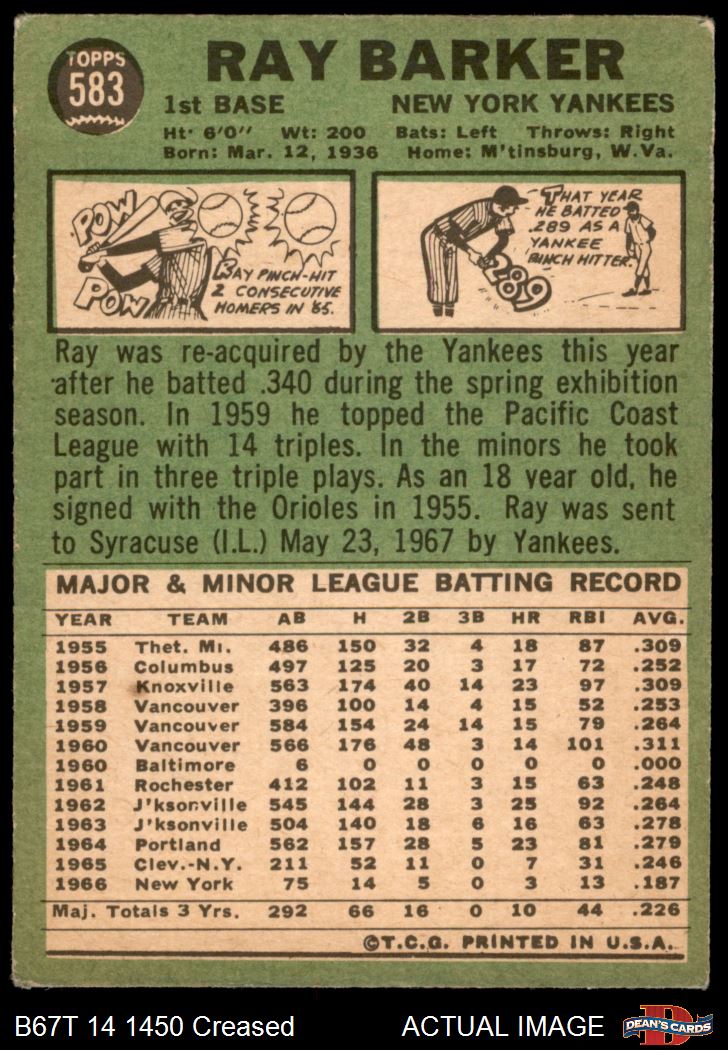 TOPPS
583
RAY BARKER
1st BASE NEW YORK YANKEES
Ht· 6'0" Wt: 200 Bats: Left Throws: Right
Born: Mar. 12, 1936 Home: M'tinsburg, W.Va.
POW
POW
RAY PINCH-HIT
2 CONSECUTIVE
HOMERS IN '65.
THAT YEAR
HE BATTED
.289 AS A
YANKEE
PINCH HITTER.
289
Ray was re-acquired by the Yankees this year
after he batted .340 during the spring exhibition
season. In 1959 he topped the Pacific Coast
League with 14 triples. In the minors he took
part in three triple plays. As an 18 year old, he
signed with the Orioles in 1955. Ray was sent
to Syracuse (I.L.) May 23, 1967 by Yankees.
MAJOR & MINOR LEAGUE BATTING RECORD
YEAR TEAM AB H 2B 3B HR RBI AVG.
1955 Thet. Mi. 486 150 32 4 18 87 .309
1956 Columbus 497 125 20 3 17 72 .252
1957 Knoxville 563 174 40 14 23 97 .309
1958 Vancouver 396 100 14 4 15 52 .253
1959 Vancouver 584 154 24 14 15 79 .264
1960 Vancouver 566 176 48 3 14 101 .311
1960 Baltimore 6 0 0 0 0 0 .000
1961 Rochester 412 102 11 3 15 63 .248
1962 J'ksonville 545 144 28 3 25 92 .264
1963 J'ksonville 504 140 18 6 16 63 .278
1964 Portland 562 157 28 5 23 81 .279
1965 Clev.-N.Y. 211 52 11 0 7 31 .246
1966 New York 75 14 5 0 3 13 .187
Maj. Totals 3 Yrs. 292 66 16 0 10 44 .226
©T.C.G. PRINTED IN U.S.A.
B67T 14 1450 Creased ACTUAL IMAGE
D
DEAN'S CARDS